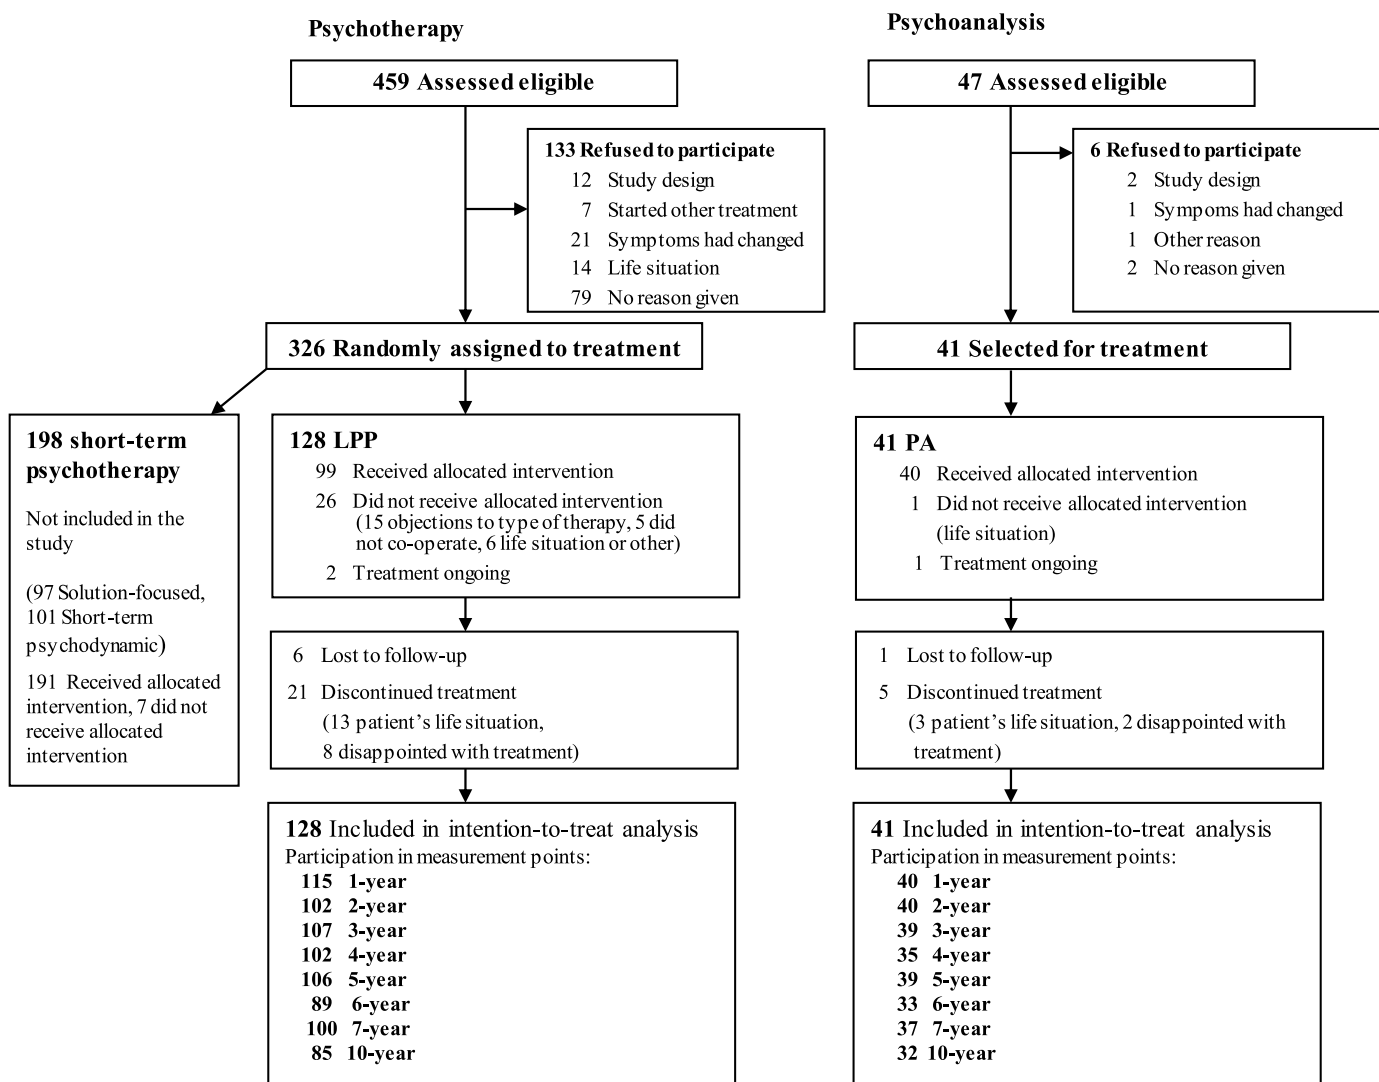 Psychotherapy
459 Assessed eligible
133 Refused to participate
12 Study design
7 Started other treatment
21 Symptoms had changed
14 Life situation
79 No reason given
326 Randomly assigned to treatment
198 short-term
psychotherapy
Not included in the
study
(97 Solution-focused,
101 Short-term
psychodynamic)
191 Received allocated
intervention, 7 did not
receive allocated
intervention
128 LPP
99 Received allocated intervention
26 Did not receive allocated intervention
(15 objections to type of therapy, 5 did
not co-operate, 6 life situation or other)
2 Treatment ongoing
6 Lost to follow-up
21 Discontinued treatment
(13 patient's life situation,
8 disappointed with treatment)
128 Included in intention-to-treat analysis
Participation in measurement points:
115 1-year
102 2-year
107 3-year
102 4-year
106 5-year
89 6-year
100 7-year
85 10-year
Psychoanalysis
47 Assessed eligible
6 Refused to participate
2 Study design
1 Sympoms had changed
1 Other reason
2 No reason given
41 Selected for treatment
41 PA
40 Received allocated intervention
1 Did not receive allocated intervention
(life situation)
1 Treatment ongoing
1 Lost to follow-up
5 Discontinued treatment
(3 patient's life situation, 2 disappointed with
treatment)
41 Included in intention-to-treat analysis
Participation in measurement points:
40 1-year
40 2-year
39 3-year
35 4-year
39 5-year
33 6-year
37 7-year
32 10-year